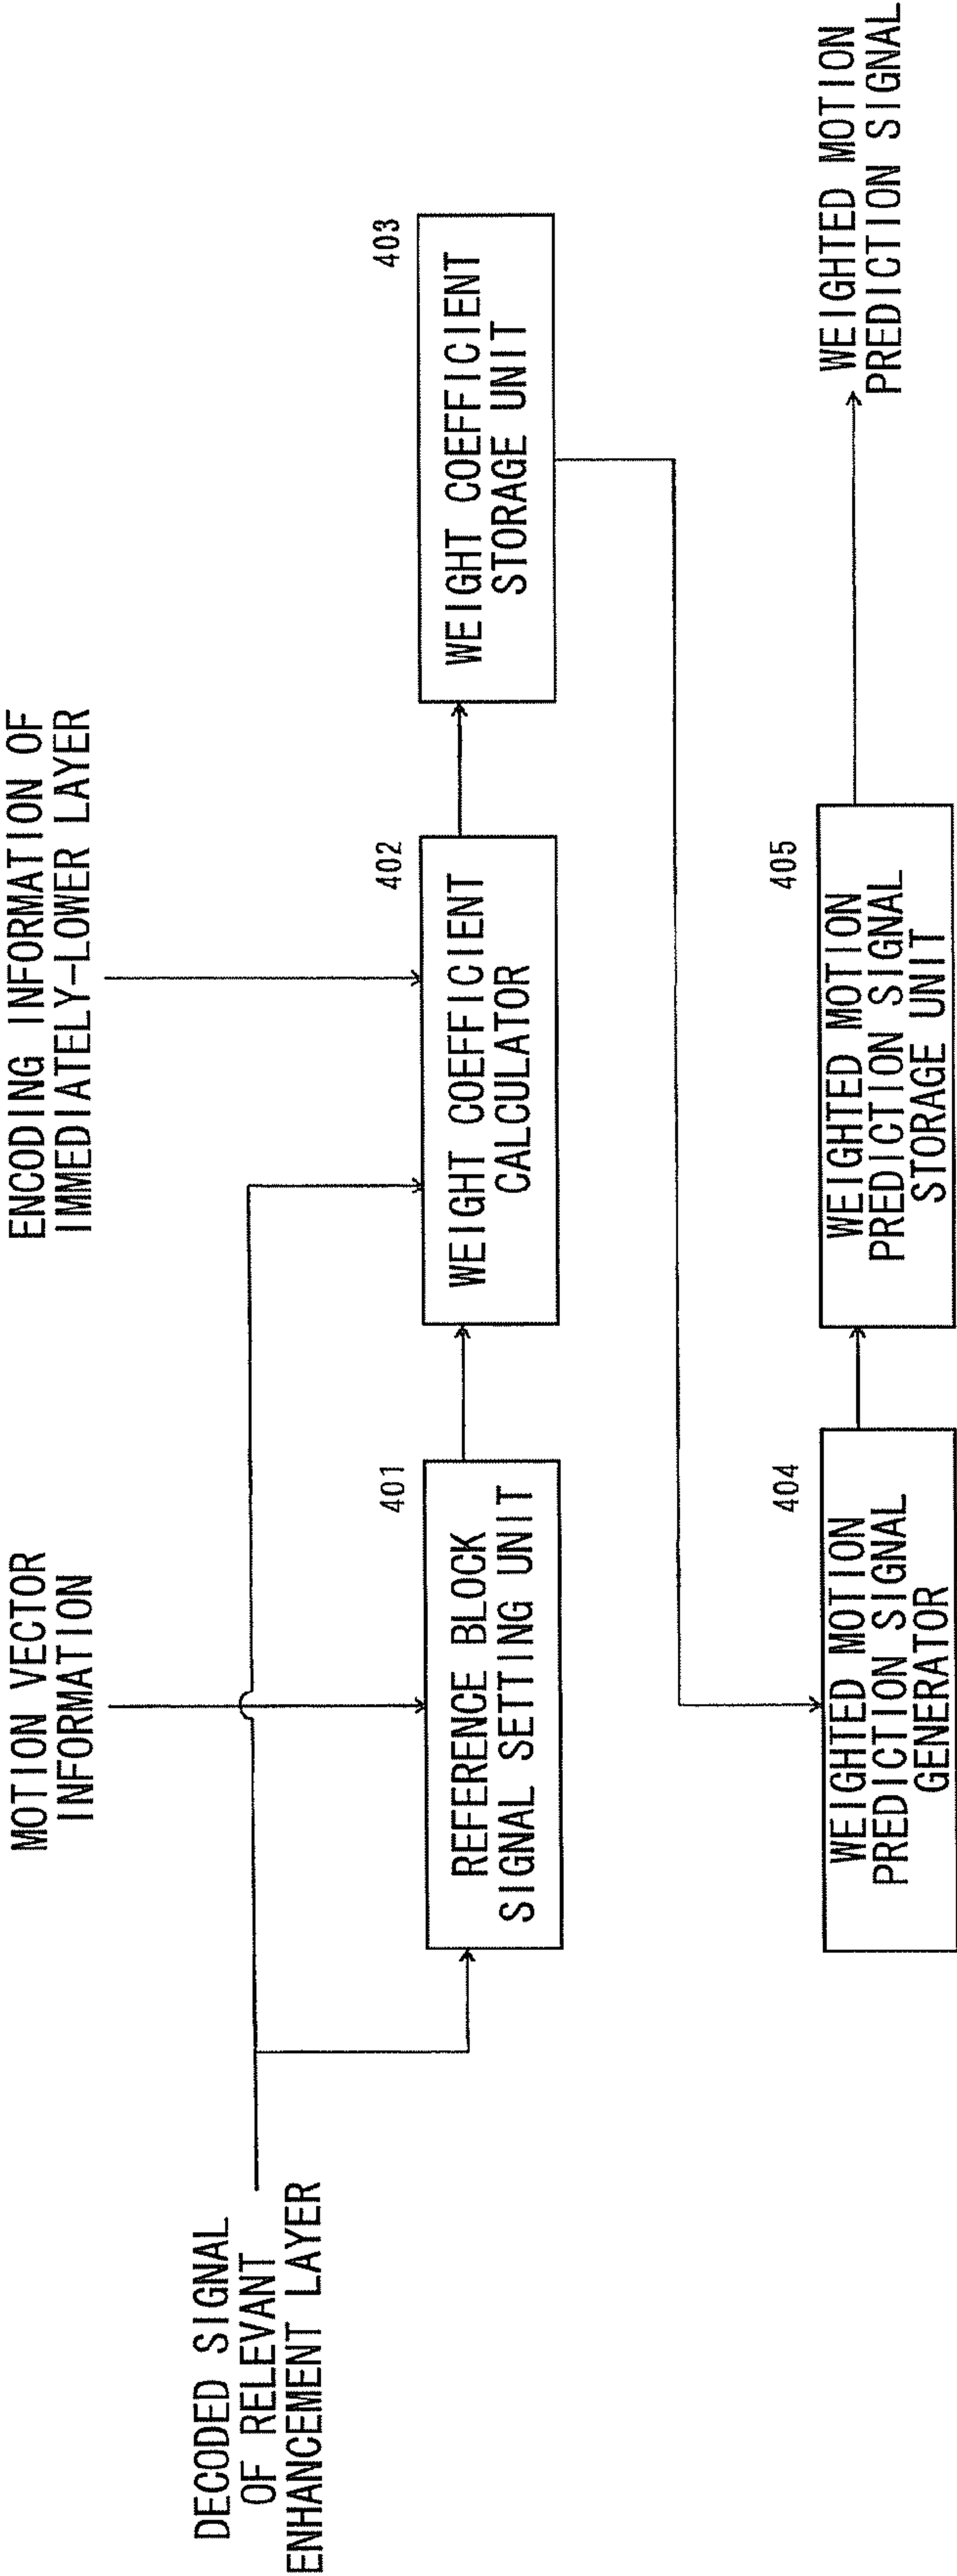 MOTION VECTOR
INFORMATION
ENCODING INFORMATION OF
IMMEDIATELY-LOWER LAYER
DECODED SIGNAL
OF RELEVANT
ENHANCEMENT LAYER
401
REFERENCE BLOCK
SIGNAL SETTING UNIT
402
WEIGHT COEFFICIENT
CALCULATOR
403
WEIGHT COEFFICIENT
STORAGE UNIT
404
WEIGHTED MOTION
PREDICTION SIGNAL
GENERATOR
405
WEIGHTED MOTION
PREDICTION SIGNAL
STORAGE UNIT
WEIGHTED MOTION
PREDICTION SIGNAL